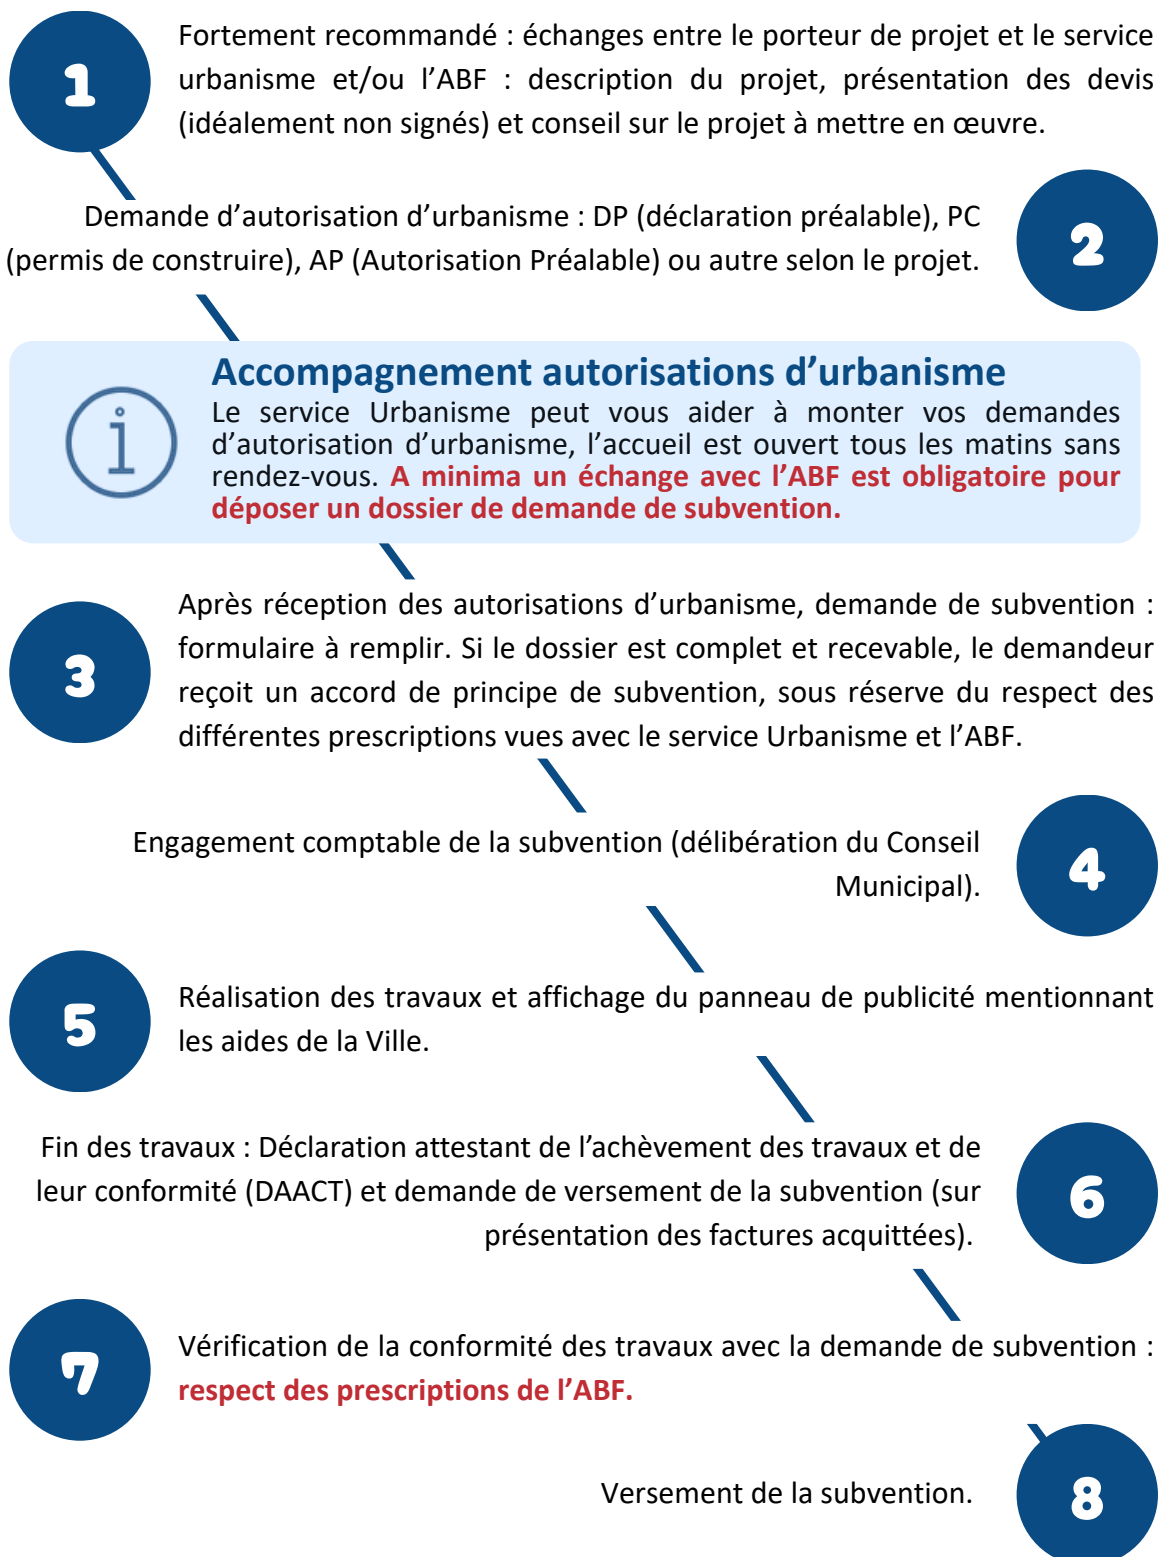 1
Fortement recommandé : échanges entre le porteur de projet et le service
urbanisme et/ou l’ABF : description du projet, présentation des devis
(idéalement non signés) et conseil sur le projet à mettre en œuvre.
Demande d’autorisation d’urbanisme : DP (déclaration préalable), PC
(permis de construire), AP (Autorisation Préalable) ou autre selon le projet.
2
Accompagnement autorisations d’urbanisme
i
Le service Urbanisme peut vous aider à monter vos demandes
d’autorisation d’urbanisme, l’accueil est ouvert tous les matins sans
rendez-vous. A minima un échange avec l’ABF est obligatoire pour
déposer un dossier de demande de subvention.
3
Après réception des autorisations d’urbanisme, demande de subvention :
formulaire à remplir. Si le dossier est complet et recevable, le demandeur
reçoit un accord de principe de subvention, sous réserve du respect des
différentes prescriptions vues avec le service Urbanisme et l’ABF.
Engagement comptable de la subvention (délibération du Conseil
Municipal).
4
5
Réalisation des travaux et affichage du panneau de publicité mentionnant
les aides de la Ville.
Fin des travaux : Déclaration attestant de l’achèvement des travaux et de
leur conformité (DAACT) et demande de versement de la subvention (sur
présentation des factures acquittées).
6
7
Vérification de la conformité des travaux avec la demande de subvention :
respect des prescriptions de l’ABF.
Versement de la subvention.
8